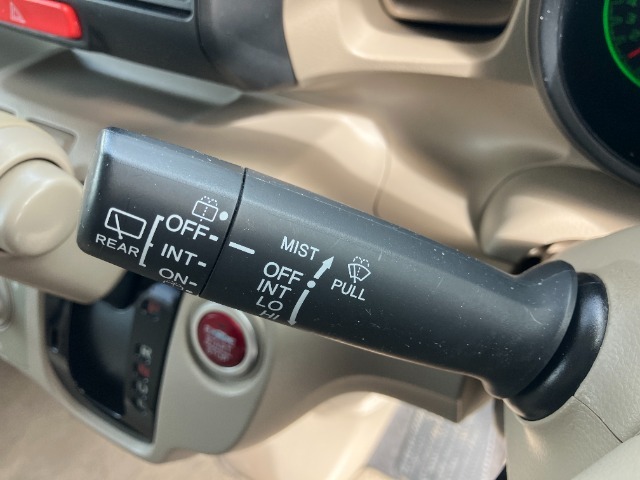 OFF
REAR
INT
ON
MIST
OFF
INT
LO
HI
PULL